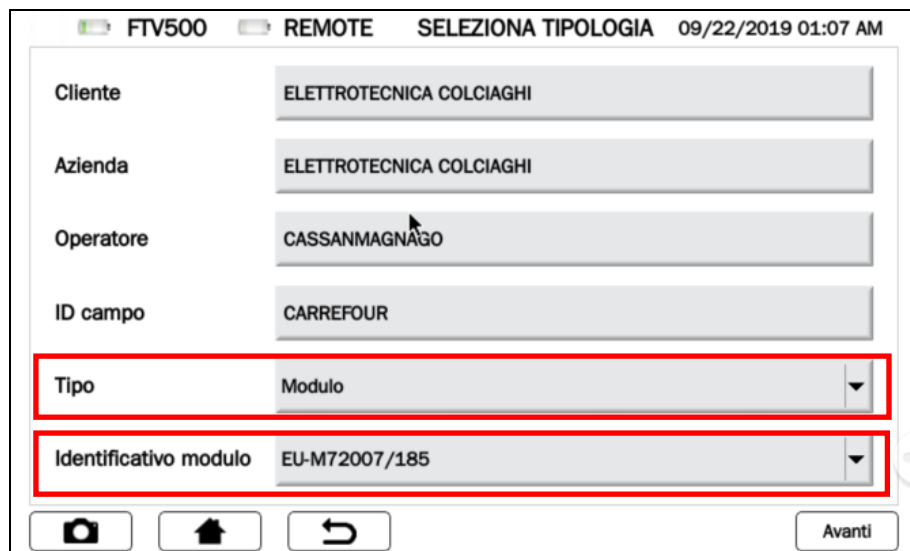 FTV500 REMOTE SELEZIONA TIPOLOGIA 09/22/2019 01:07 AM
Cliente ELETTROTECNICA COLCIAGHI
Azienda ELETTROTECNICA COLCIAGHI
Operatore CASSANMAGNAGO
ID campo CARREFOUR
Tipo Modulo
Identificativo modulo EU-M72007/185
Avanti